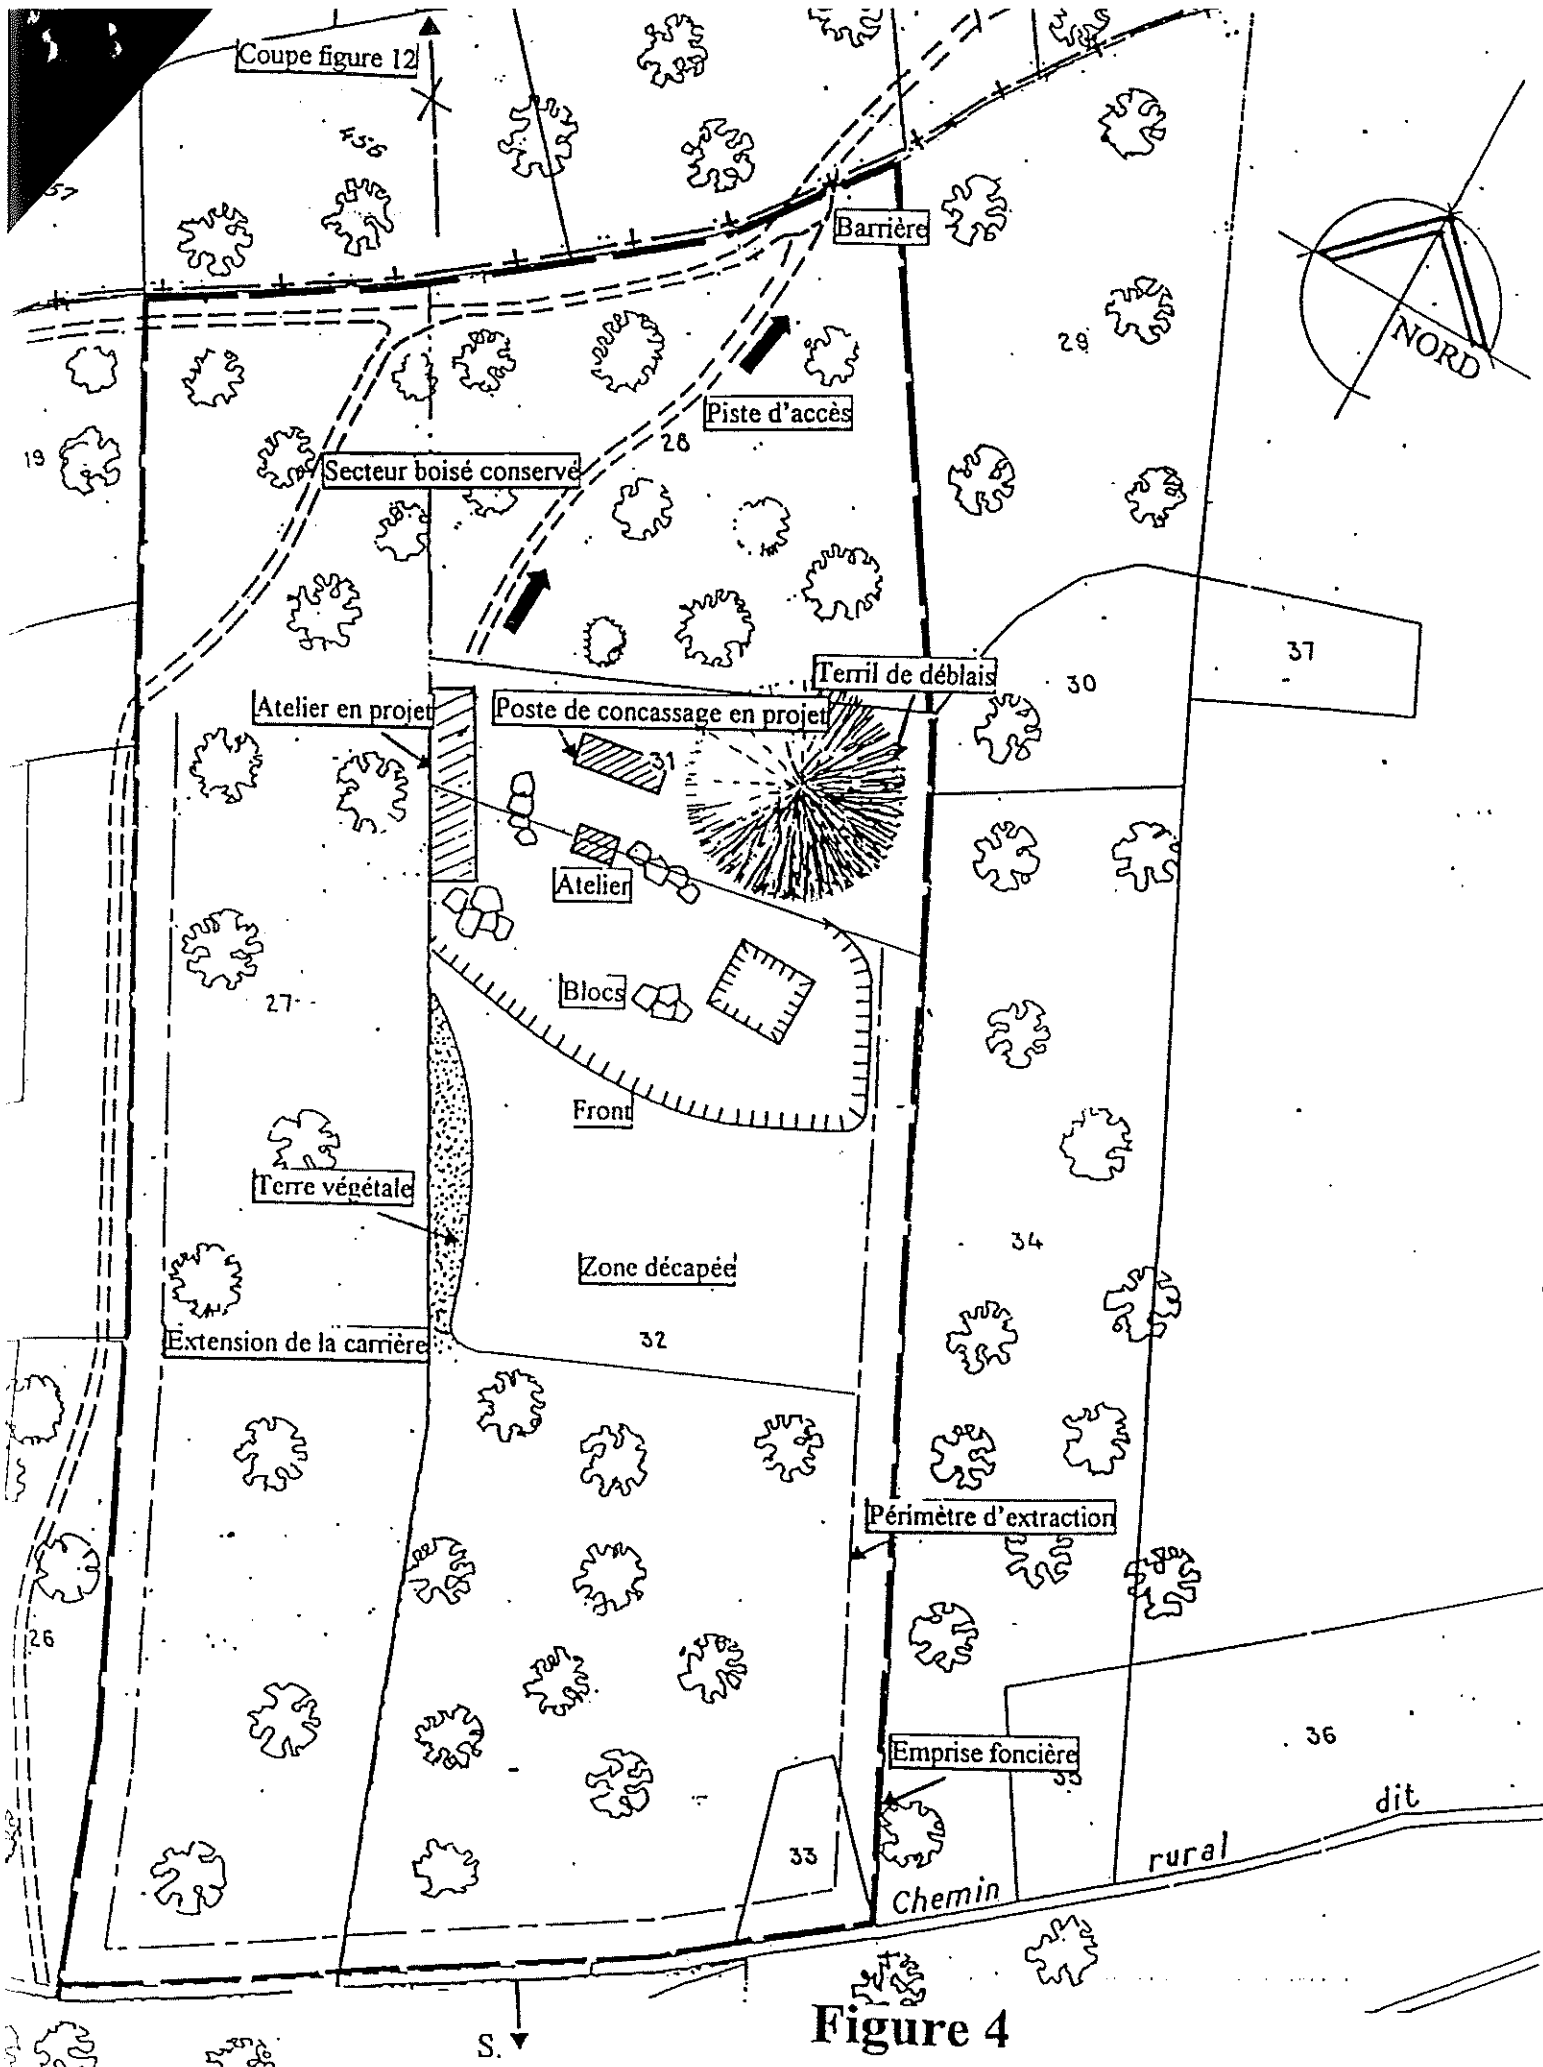 Coupe figure 12
456
57
Barrière
NORD
29
Piste d'accès
28
19
Secteur boisé conservé
37
Terril de déblais
30
Atelier en projet
Poste de concassage en projet
31
Atelier
Blocs
27
Front
Terre végétale
34
Zone décapée
Extension de la carrière
32
Périmètre d'extraction
26
36
Emprise foncière
dit
rural
33
Chemin
S.
Figure 4